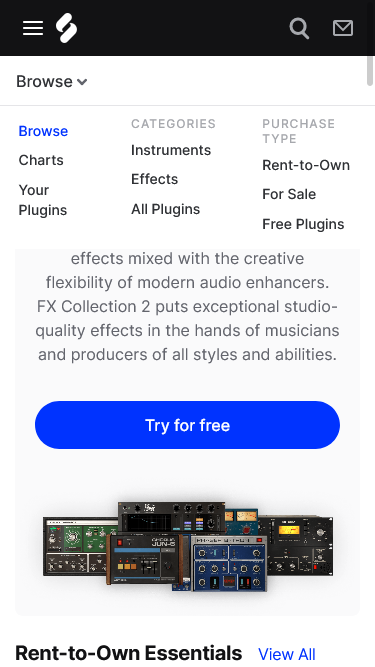 Browse
Browse
Charts
Your
Plugins
CATEGORIES
Instruments
Effects
All Plugins
PURCHASE
TYPE
Rent-to-Own
For Sale
Free Plugins
effects mixed with the creative
flexibility of modern audio enhancers.
FX Collection 2 puts exceptional studio-
quality effects in the hands of musicians
and producers of all styles and abilities.
Try for free
CHORUS
JUN-6
Rent-to-Own Essentials View All